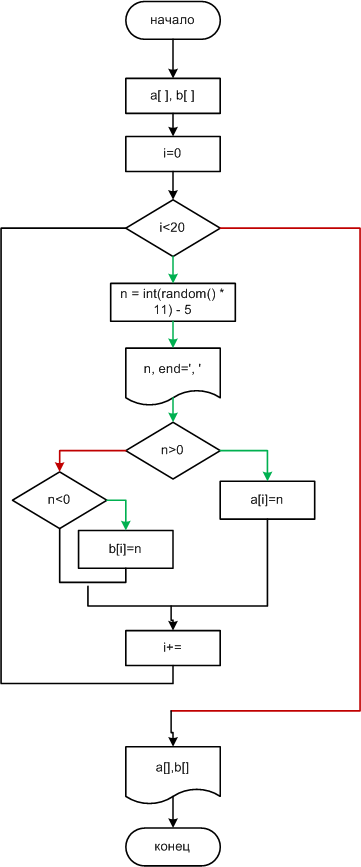 начало
a[ ], b[ ]
i=0
i<20
n = int(random() *
11) - 5
n, end=', '
n>0
n<0
a[i]=n
b[i]=n
i+=
a[],b[]
конец